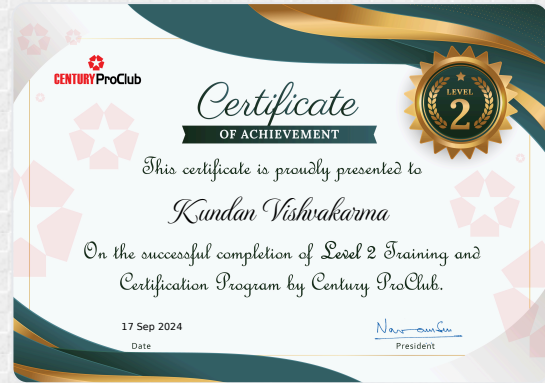 CENTURY ProClub
Certificate
OF ACHIEVEMENT
LEVEL
2
This certificate is proudly presented to
Kundan Vishvakarma
On the successful completion of Level 2 Training and
Certification Program by Century ProClub.
17 Sep 2024
Date
President